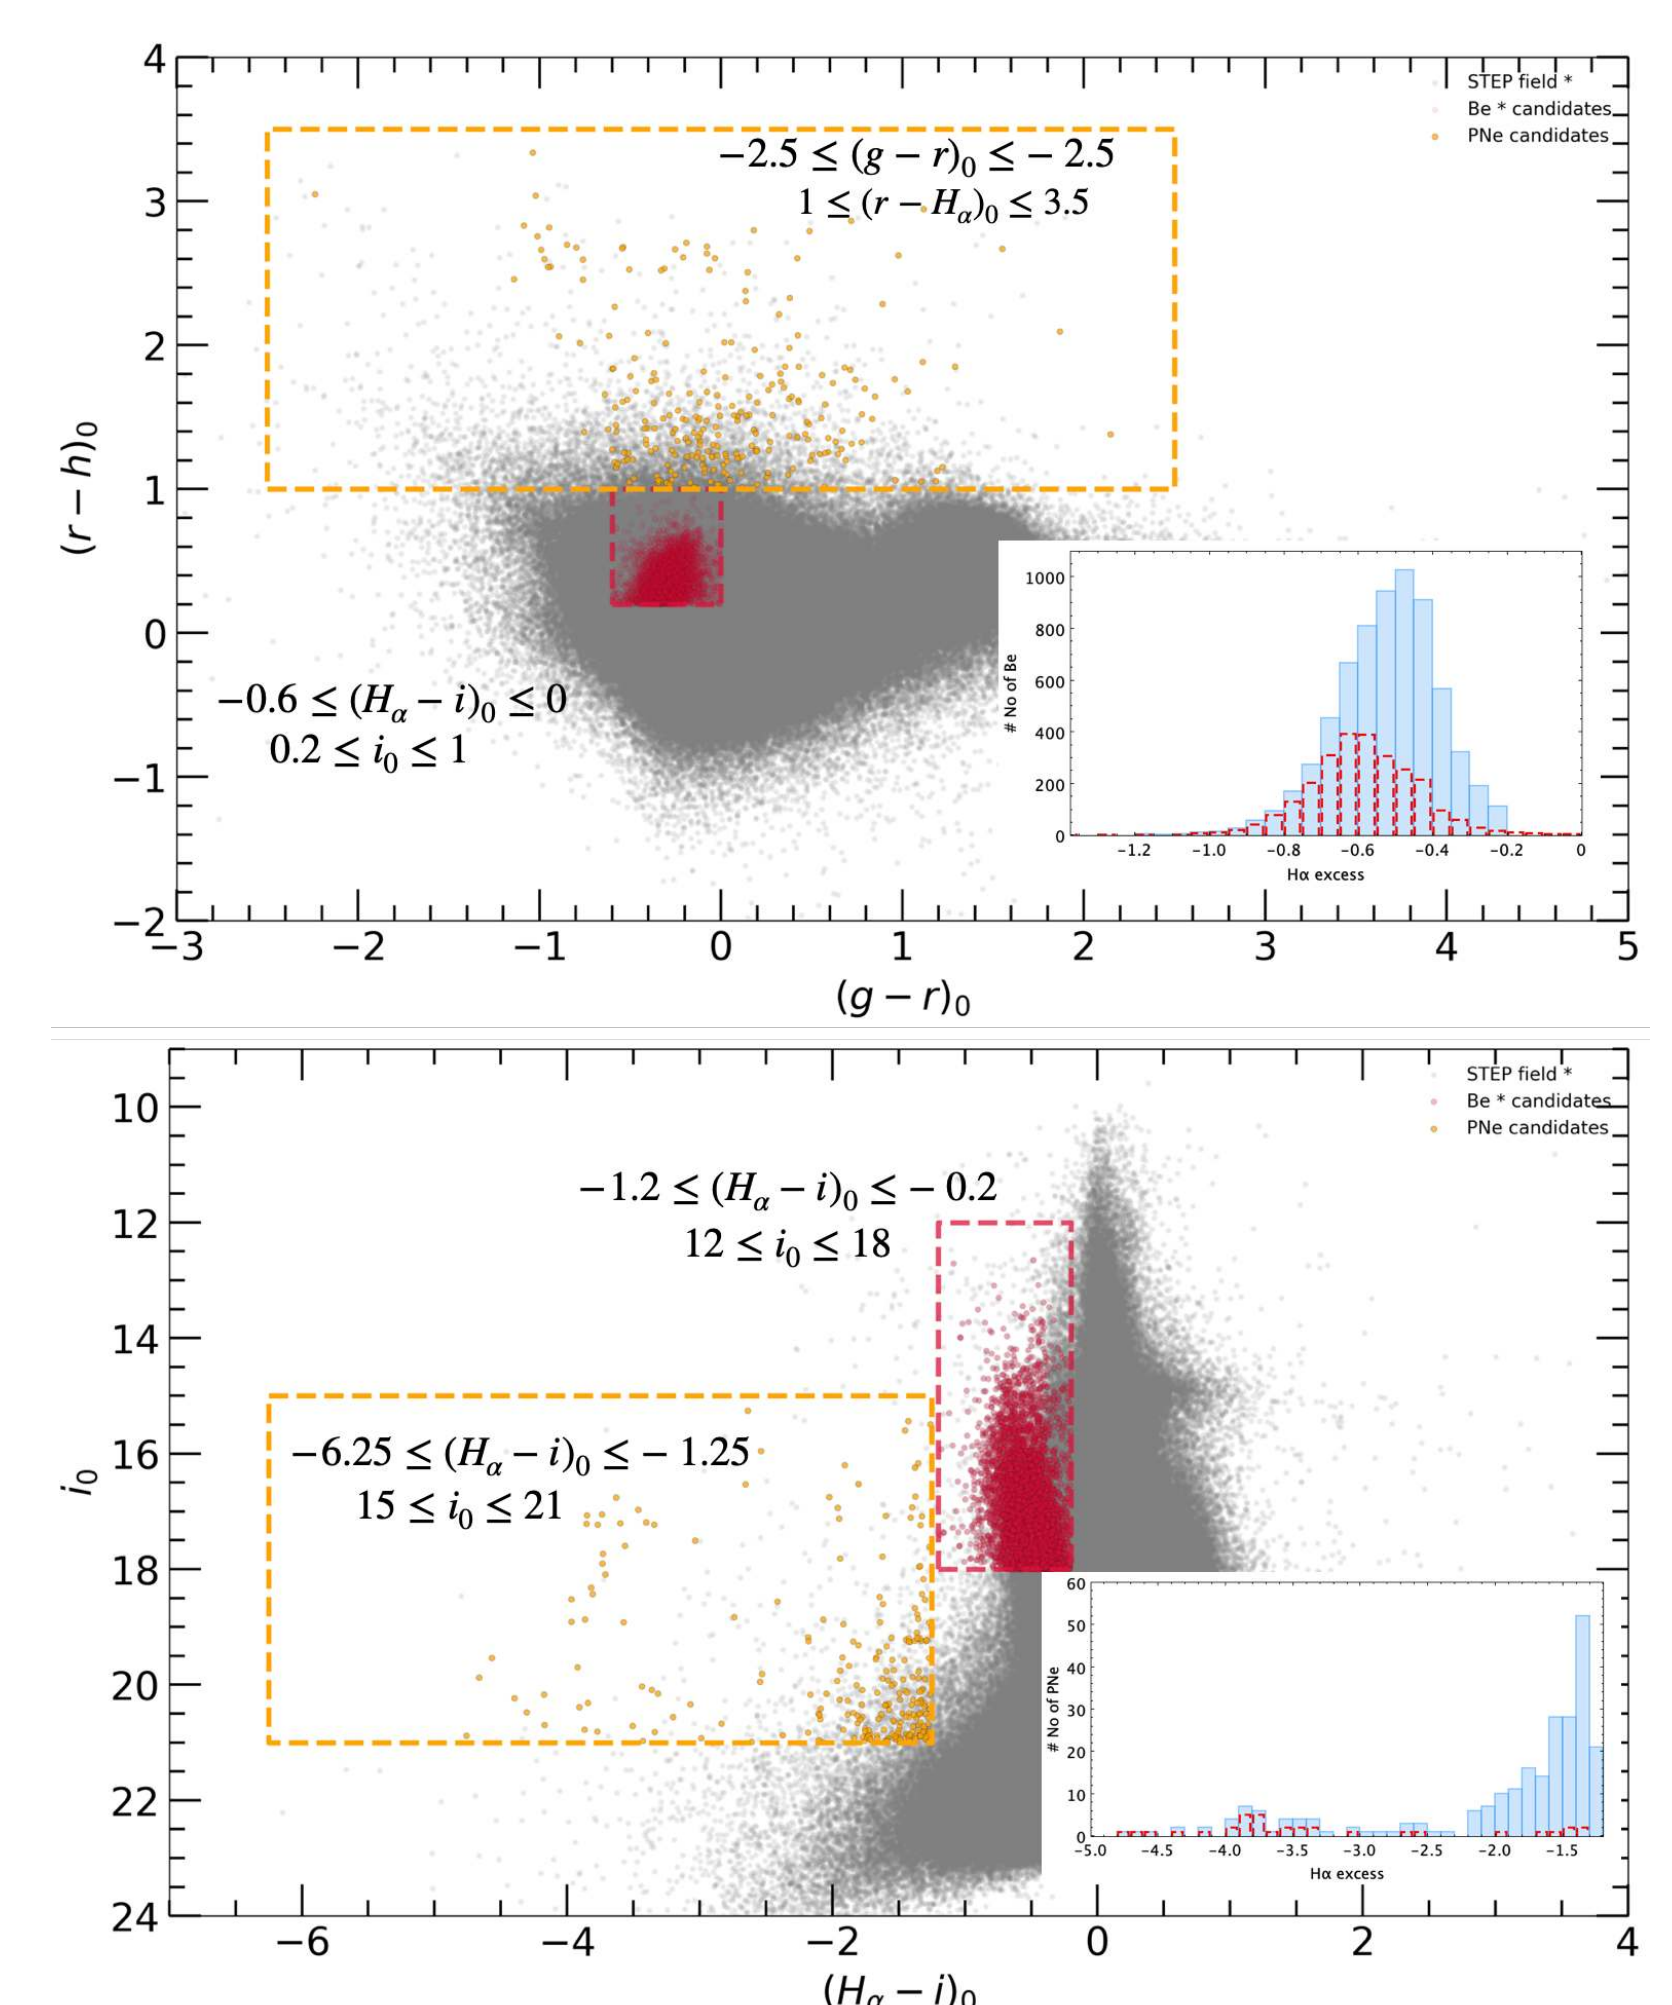 STEP field *
Be * candidates
PNe candidates
−2.5 ≤ (g − r)₀ ≤ − 2.5
1 ≤ (r − Hα)₀ ≤ 3.5
−0.6 ≤ (Hα − i)₀ ≤ 0
0.2 ≤ i₀ ≤ 1
4
3
2
1
0
−1
−2
(r − h)₀
−3 −2 −1 0 1 2 3 4 5
(g − r)₀
1000
800
600
400
200
0
# No of Be
−1.2 −1.0 −0.8 −0.6 −0.4 −0.2 0
Hα excess
STEP field *
Be * candidates
PNe candidates
−1.2 ≤ (Hα − i)₀ ≤ − 0.2
12 ≤ i₀ ≤ 18
−6.25 ≤ (Hα − i)₀ ≤ − 1.25
15 ≤ i₀ ≤ 21
10
12
14
16
18
20
22
24
i₀
−6 −4 −2 0 2 4
(Hα − i)₀
60
50
40
30
20
10
0
# No of PNe
−5.0 −4.5 −4.0 −3.5 −3.0 −2.5 −2.0 −1.5
Hα excess